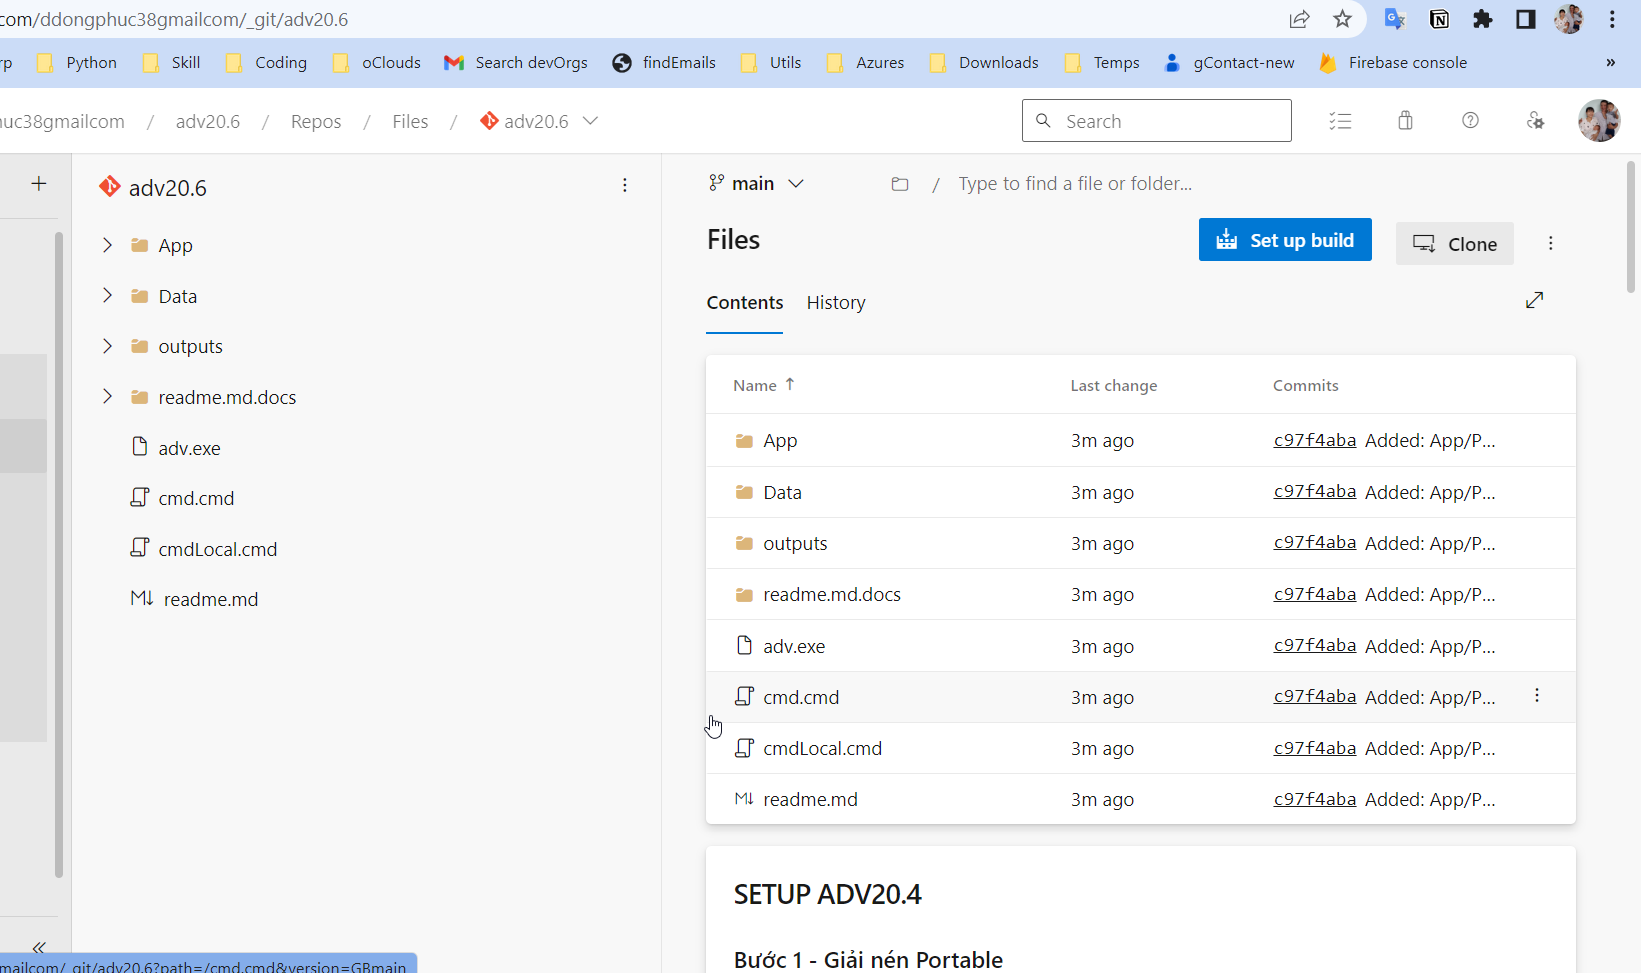 com/ddongphuc38gmailcom/_git/adv20.6
rp Python Skill Coding oClouds Search devOrgs findEmails Utils Azures Downloads Temps gContact-new Firebase console »
huc38gmailcom / adv20.6 / Repos / Files / adv20.6 Search
adv20.6
App
Data
outputs
readme.md.docs
adv.exe
cmd.cmd
cmdLocal.cmd
readme.md
main / Type to find a file or folder...
Files Set up build Clone
Contents History
Name ↑ Last change Commits
App 3m ago c97f4aba Added: App/P...
Data 3m ago c97f4aba Added: App/P...
outputs 3m ago c97f4aba Added: App/P...
readme.md.docs 3m ago c97f4aba Added: App/P...
adv.exe 3m ago c97f4aba Added: App/P...
cmd.cmd 3m ago c97f4aba Added: App/P...
cmdLocal.cmd 3m ago c97f4aba Added: App/P...
M↓ readme.md 3m ago c97f4aba Added: App/P...
SETUP ADV20.4
Bước 1 - Giải nén Portable
mailcom/_git/adv20.6?path=/cmd.cmd&version=GBmain